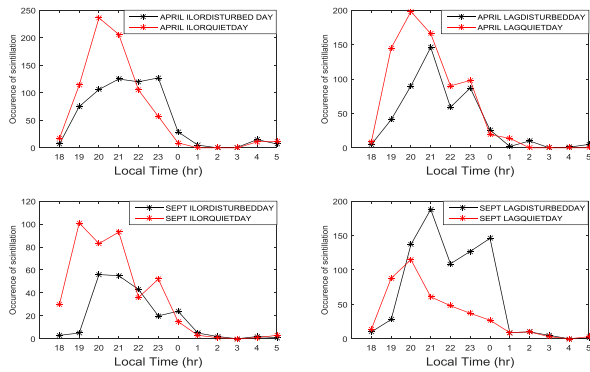 APRIL ILORDISTURBED DAY
APRIL ILORQUIETDAY
Occurence of scintillation
250
200
150
100
50
0
18 19 20 21 22 23 0 1 2 3 4 5
Local Time (hr)
APRIL LAGDISTURBEDDAY
APRIL LAGQUIETDAY
Occurence of scintillation
200
150
100
50
0
18 19 20 21 22 23 0 1 2 3 4 5
Local Time (hr)
SEPT ILORDISTURBEDDAY
SEPT ILORQUIETDAY
Occurence of scintillation
120
100
80
60
40
20
0
18 19 20 21 22 23 0 1 2 3 4 5
Local Time (hr)
SEPT LAGDISTURBEDDAY
SEPT LAGQUIETDAY
Occurence of scintillation
200
150
100
50
0
18 19 20 21 22 23 0 1 2 3 4 5
Local Time (hr)